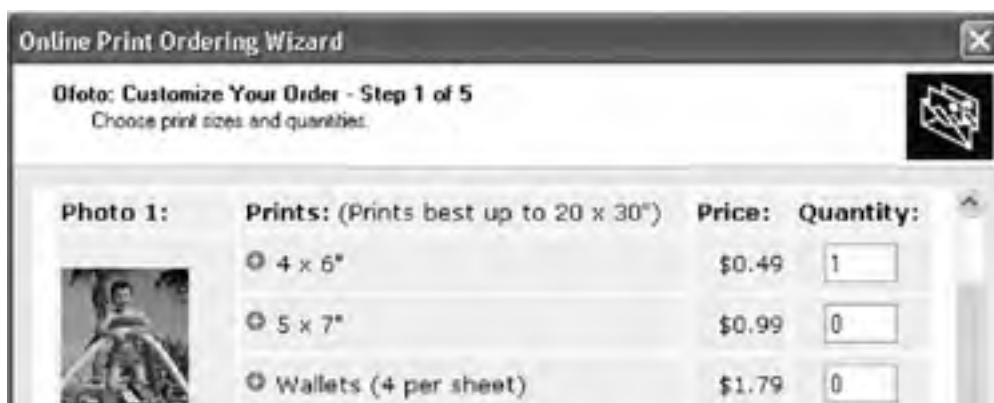 Online Print Ordering Wizard
Ofoto: Customize Your Order - Step 1 of 5
Choose print sizes and quantities.
Photo 1: Prints: (Prints best up to 20 x 30") Price: Quantity:
4 x 6" $0.49 1
5 x 7" $0.99 0
Wallets (4 per sheet) $1.79 0